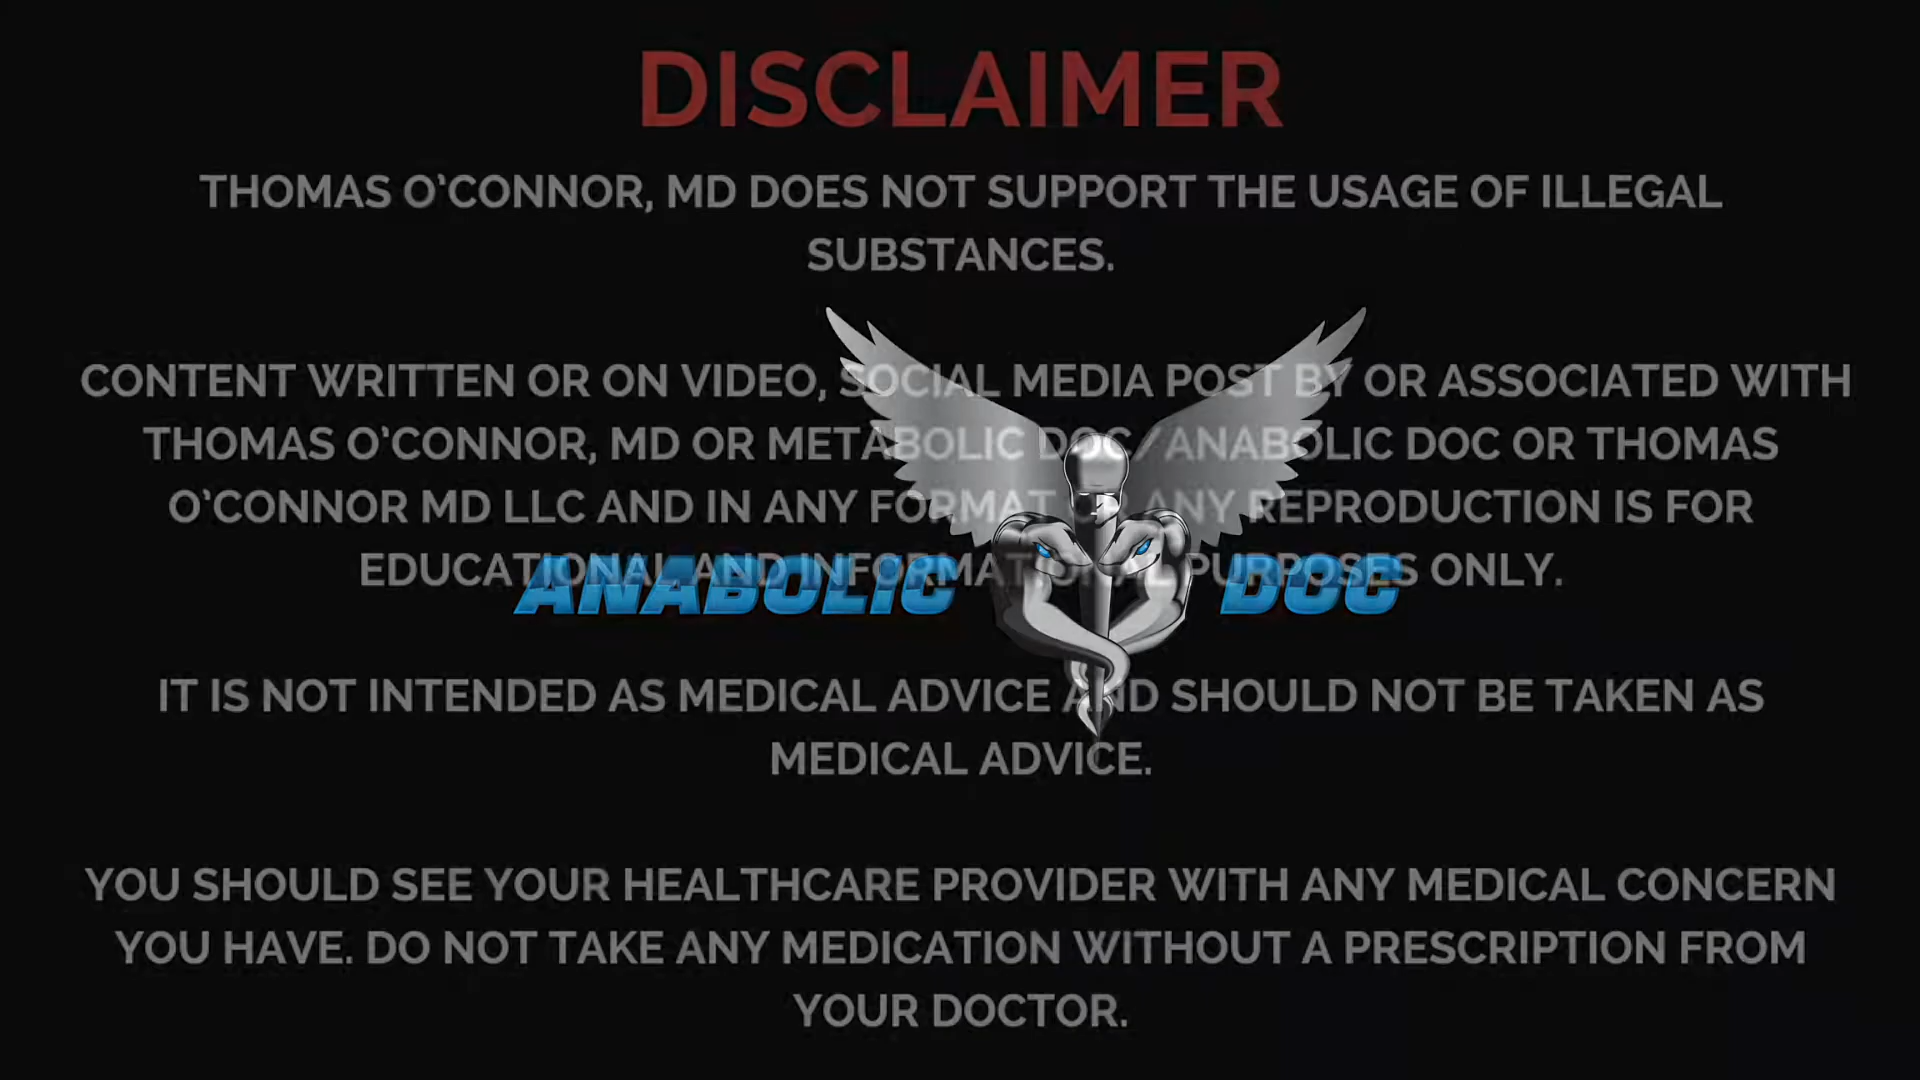 DISCLAIMER
THOMAS O'CONNOR, MD DOES NOT SUPPORT THE USAGE OF ILLEGAL
SUBSTANCES.
CONTENT WRITTEN OR ON VIDEO, SOCIAL MEDIA POST BY OR ASSOCIATED WITH
THOMAS O'CONNOR, MD OR METABOLIC DOC/ANABOLIC DOC OR THOMAS
O'CONNOR MD LLC AND IN ANY FORMAT OR ANY REPRODUCTION IS FOR
EDUCATIONAL AND INFORMATIONAL PURPOSES ONLY.
ANABOLIC DOC
IT IS NOT INTENDED AS MEDICAL ADVICE AND SHOULD NOT BE TAKEN AS
MEDICAL ADVICE.
YOU SHOULD SEE YOUR HEALTHCARE PROVIDER WITH ANY MEDICAL CONCERN
YOU HAVE. DO NOT TAKE ANY MEDICATION WITHOUT A PRESCRIPTION FROM
YOUR DOCTOR.